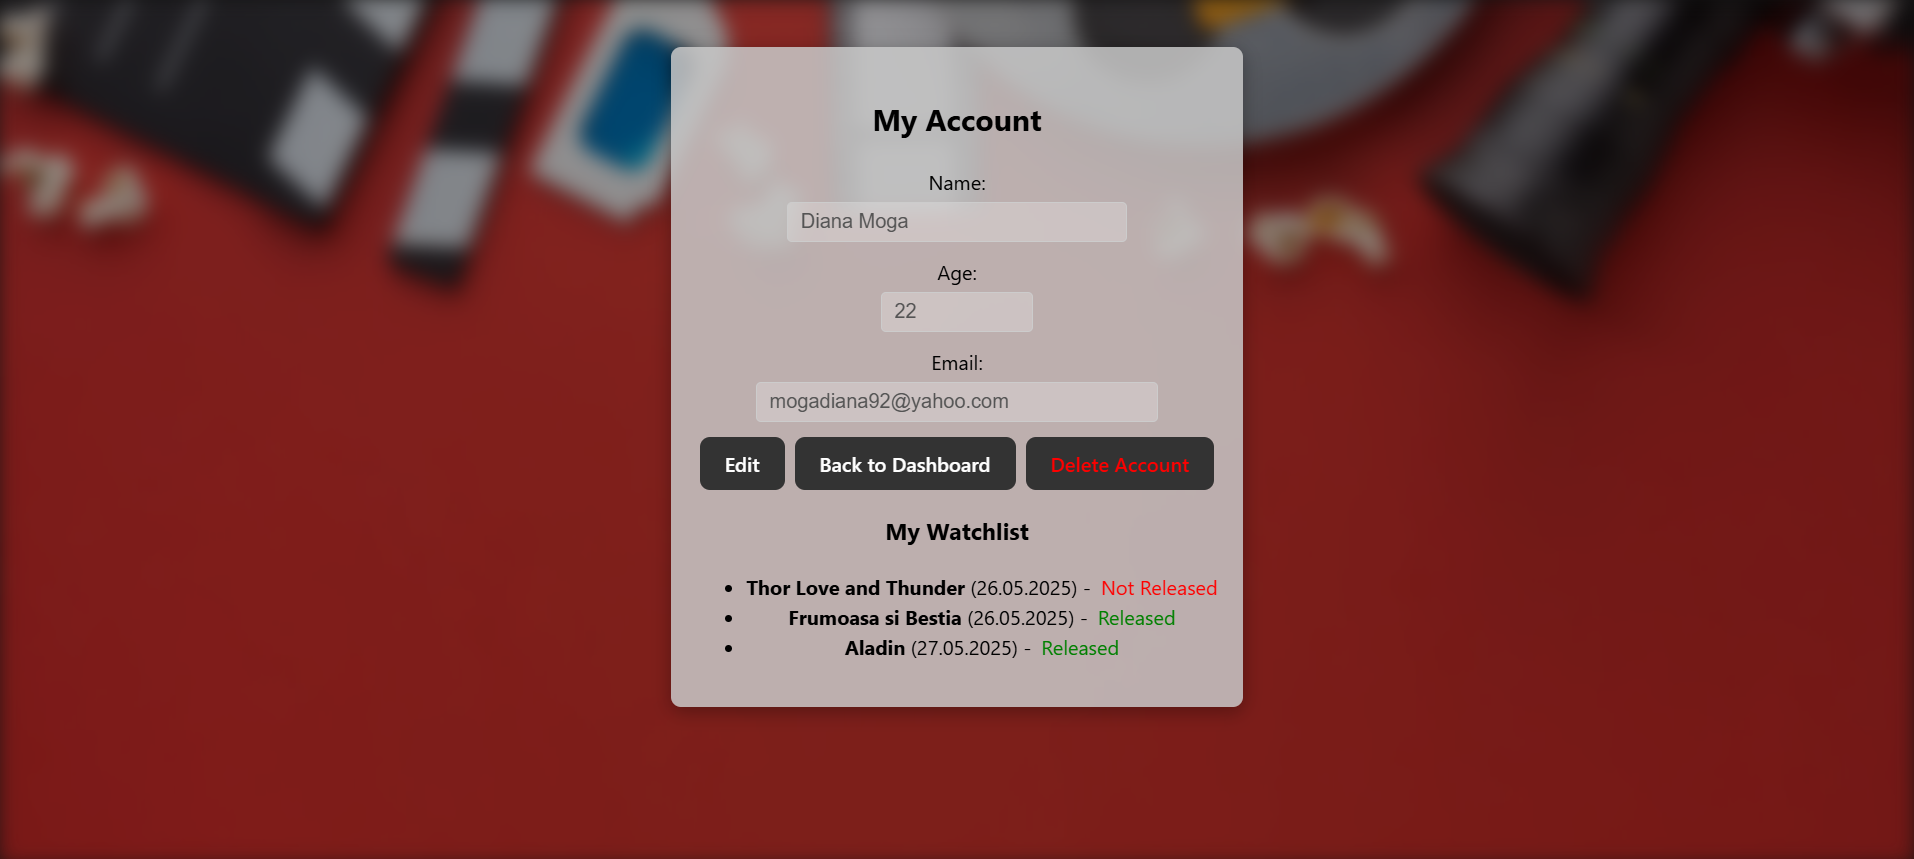 My Account
Name:
Diana Moga
Age:
22
Email:
mogadiana92@yahoo.com
Edit Back to Dashboard Delete Account
My Watchlist
• Thor Love and Thunder (26.05.2025) - Not Released
• Frumoasa si Bestia (26.05.2025) - Released
• Aladin (27.05.2025) - Released